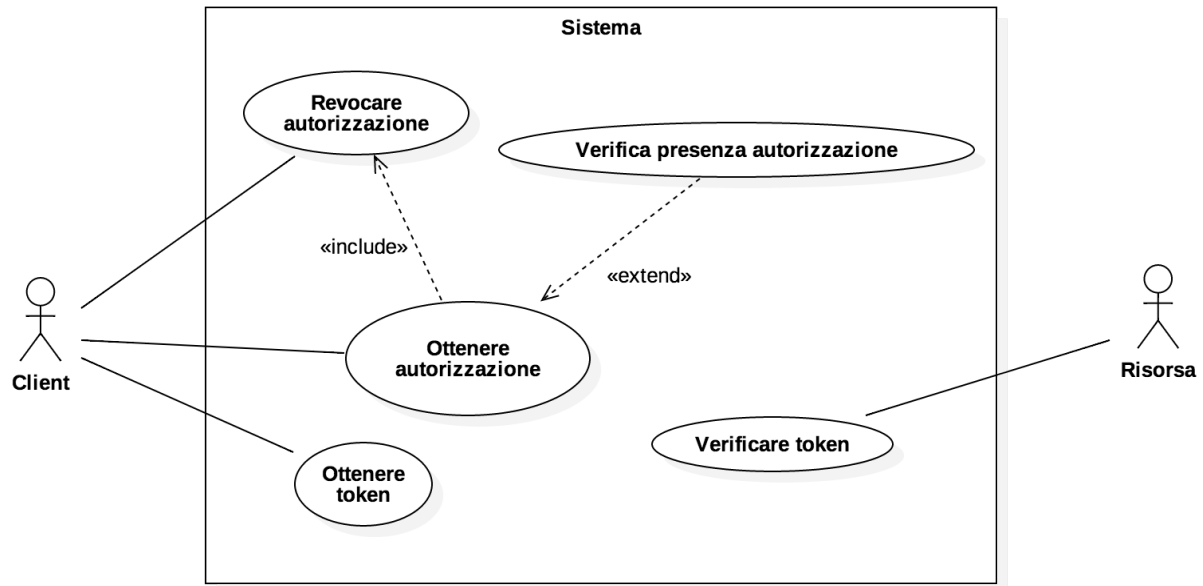 Sistema
Revocare
autorizzazione
Verifica presenza autorizzazione
«include»
«extend»
Ottenere
autorizzazione
Client
Risorsa
Verificare token
Ottenere
token